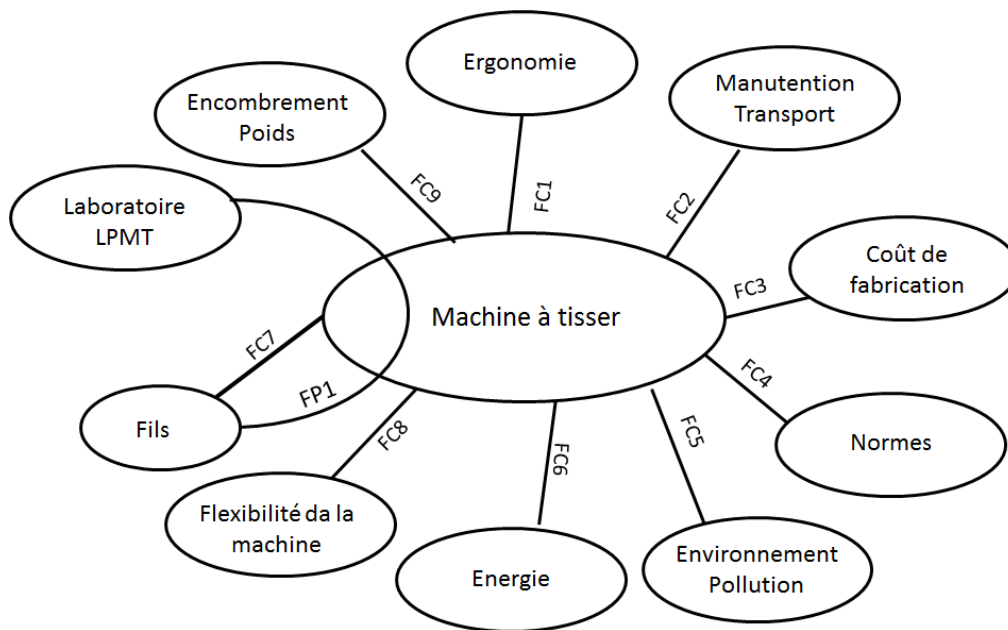 Ergonomie
Manutention
Transport
Encombrement
Poids
FC9
FC1
FC2
Laboratoire
LPMT
Coût de
fabrication
FC3
Machine à tisser
FC7
FC4
FP1
Fils
FC8
FC6
FC5
Normes
Flexibilité da la
machine
Energie
Environnement
Pollution